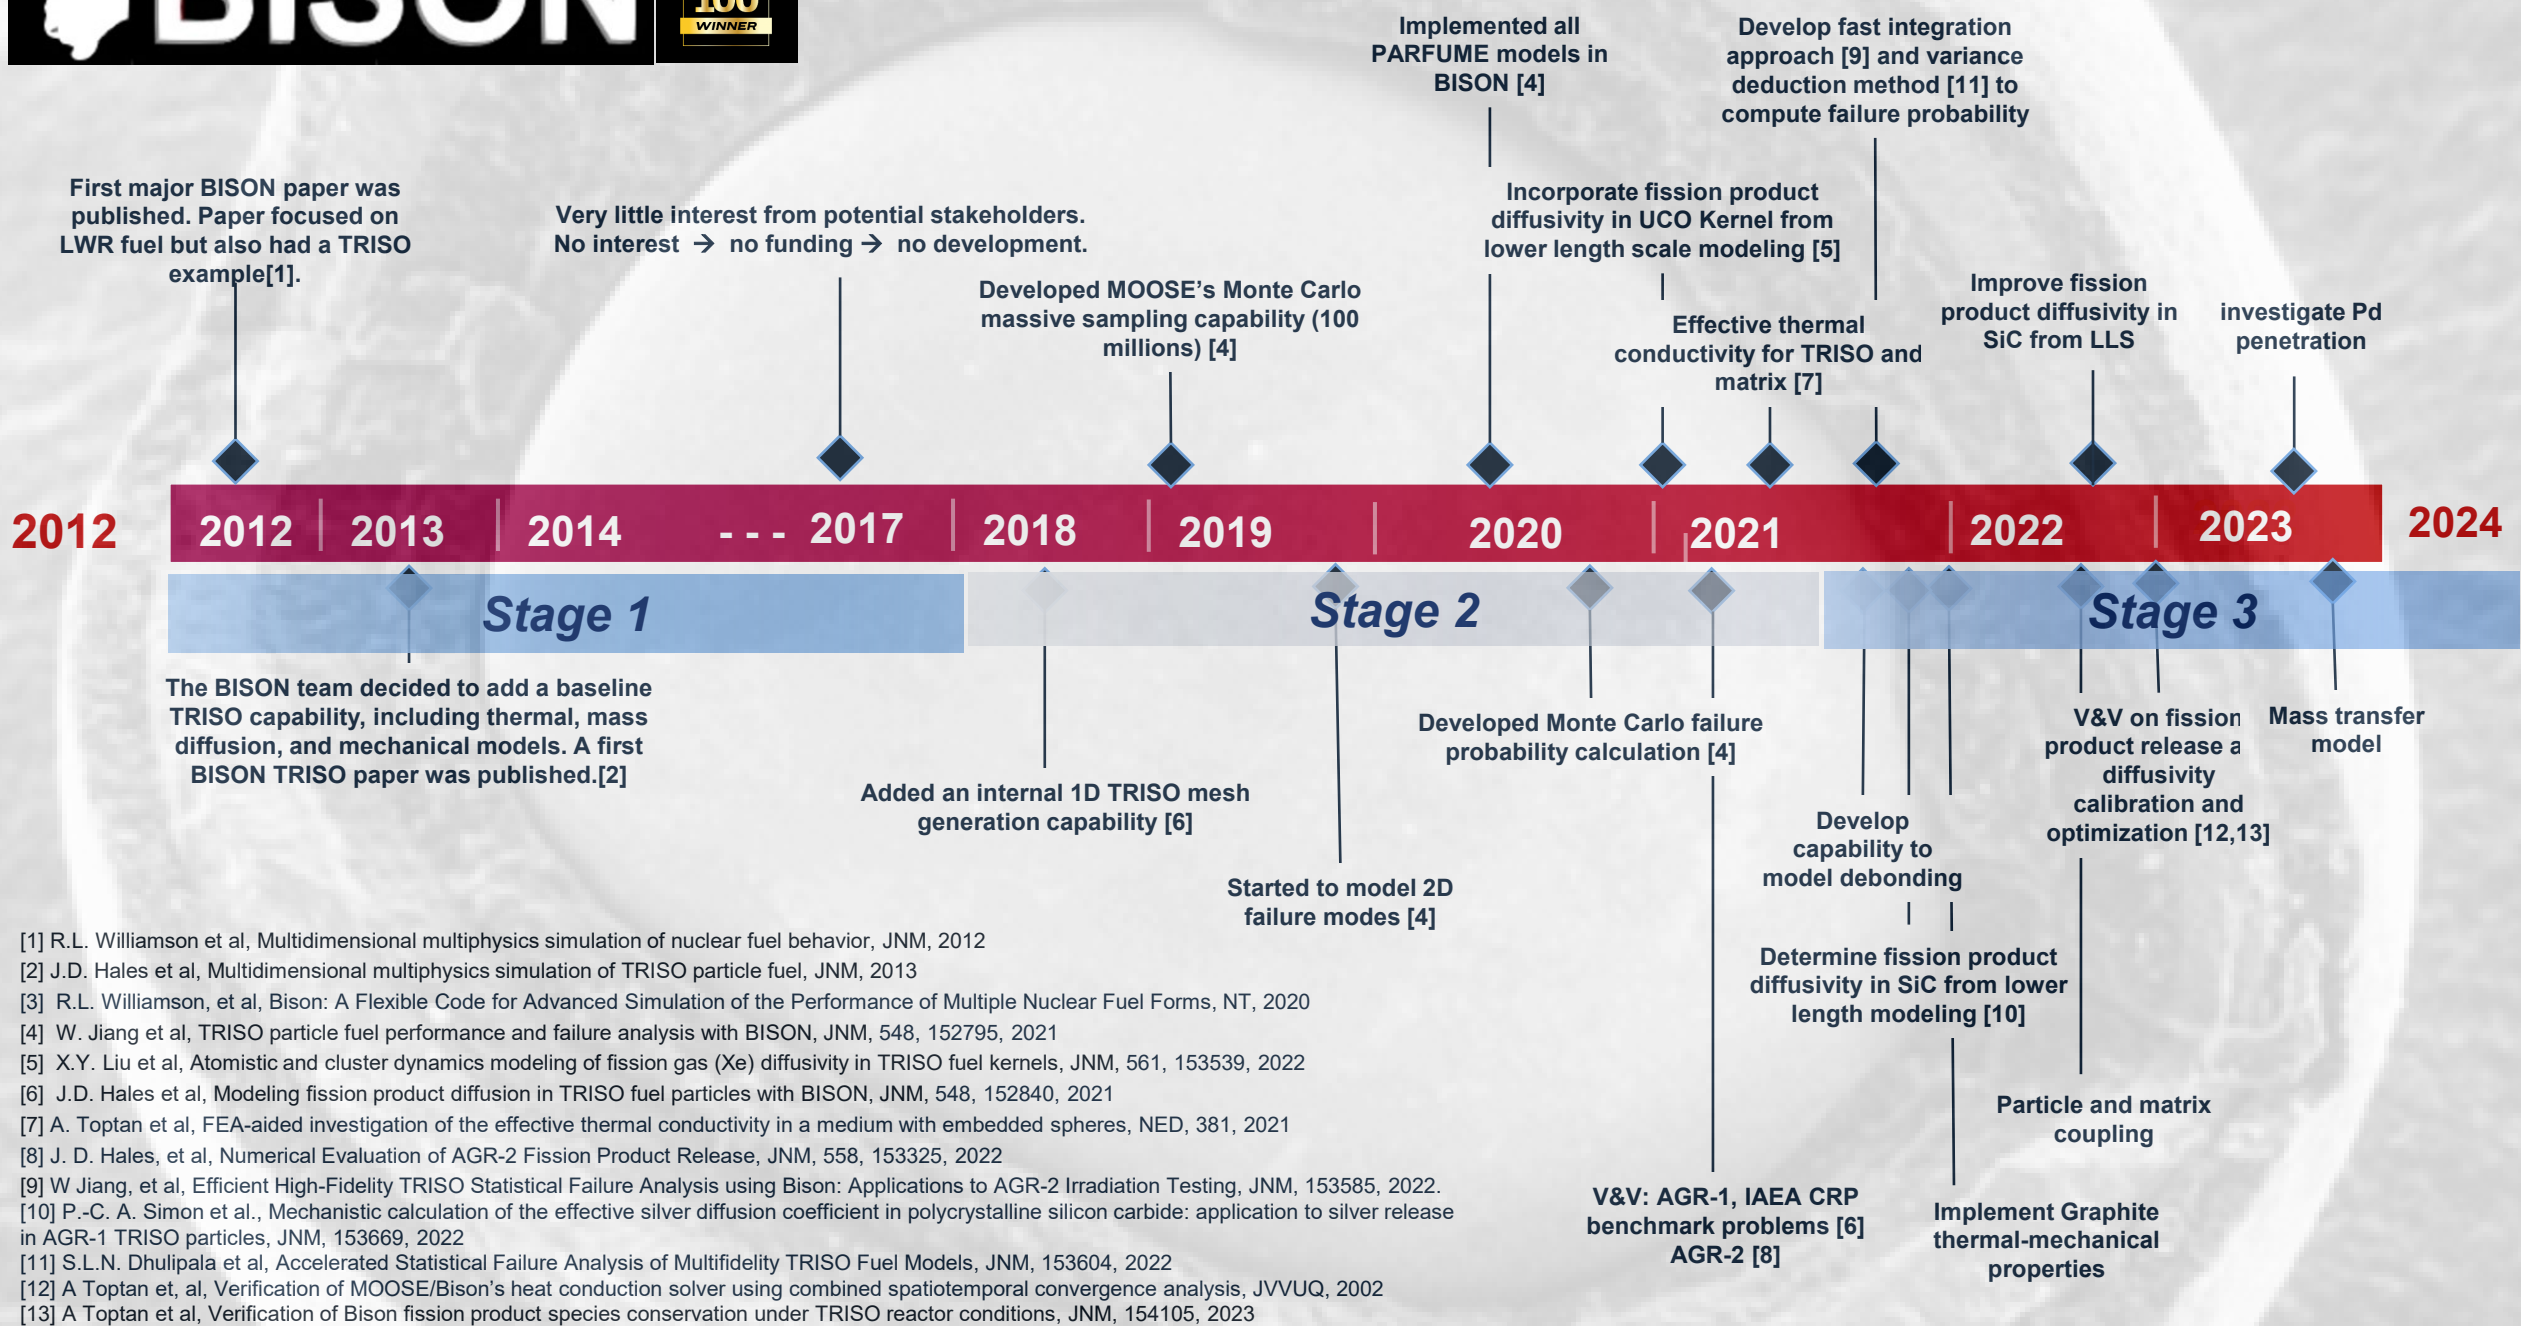 BISON
100
WINNER
Implemented all
PARFUME models in
BISON [4]
Develop fast integration
approach [9] and variance
deduction method [11] to
compute failure probability
First major BISON paper was
published. Paper focused on
LWR fuel but also had a TRISO
example[1].
Very little interest from potential stakeholders.
No interest → no funding → no development.
Developed MOOSE’s Monte Carlo
massive sampling capability (100
millions) [4]
Incorporate fission product
diffusivity in UCO Kernel from
lower length scale modeling [5]
Effective thermal
conductivity for TRISO and
matrix [7]
Improve fission
product diffusivity in
SiC from LLS
investigate Pd
penetration
2012
2012 2013 2014 - - - 2017 2018 2019 2020 2021 2022 2023
2024
Stage 1
Stage 2
Stage 3
The BISON team decided to add a baseline
TRISO capability, including thermal, mass
diffusion, and mechanical models. A first
BISON TRISO paper was published.[2]
Added an internal 1D TRISO mesh
generation capability [6]
Started to model 2D
failure modes [4]
Developed Monte Carlo failure
probability calculation [4]
V&V: AGR-1, IAEA CRP
benchmark problems [6]
AGR-2 [8]
Develop
capability to
model debonding
Determine fission product
diffusivity in SiC from lower
length modeling [10]
Implement Graphite
thermal-mechanical
properties
V&V on fission
product release a
diffusivity
calibration and
optimization [12,13]
Particle and matrix
coupling
Mass transfer
model
[1] R.L. Williamson et al, Multidimensional multiphysics simulation of nuclear fuel behavior, JNM, 2012
[2] J.D. Hales et al, Multidimensional multiphysics simulation of TRISO particle fuel, JNM, 2013
[3] R.L. Williamson, et al, Bison: A Flexible Code for Advanced Simulation of the Performance of Multiple Nuclear Fuel Forms, NT, 2020
[4] W. Jiang et al, TRISO particle fuel performance and failure analysis with BISON, JNM, 548, 152795, 2021
[5] X.Y. Liu et al, Atomistic and cluster dynamics modeling of fission gas (Xe) diffusivity in TRISO fuel kernels, JNM, 561, 153539, 2022
[6] J.D. Hales et al, Modeling fission product diffusion in TRISO fuel particles with BISON, JNM, 548, 152840, 2021
[7] A. Toptan et al, FEA-aided investigation of the effective thermal conductivity in a medium with embedded spheres, NED, 381, 2021
[8] J. D. Hales, et al, Numerical Evaluation of AGR-2 Fission Product Release, JNM, 558, 153325, 2022
[9] W Jiang, et al, Efficient High-Fidelity TRISO Statistical Failure Analysis using Bison: Applications to AGR-2 Irradiation Testing, JNM, 153585, 2022.
[10] P.-C. A. Simon et al., Mechanistic calculation of the effective silver diffusion coefficient in polycrystalline silicon carbide: application to silver release
in AGR-1 TRISO particles, JNM, 153669, 2022
[11] S.L.N. Dhulipala et al, Accelerated Statistical Failure Analysis of Multifidelity TRISO Fuel Models, JNM, 153604, 2022
[12] A Toptan et, al, Verification of MOOSE/Bison’s heat conduction solver using combined spatiotemporal convergence analysis, JVVUQ, 2002
[13] A Toptan et al, Verification of Bison fission product species conservation under TRISO reactor conditions, JNM, 154105, 2023